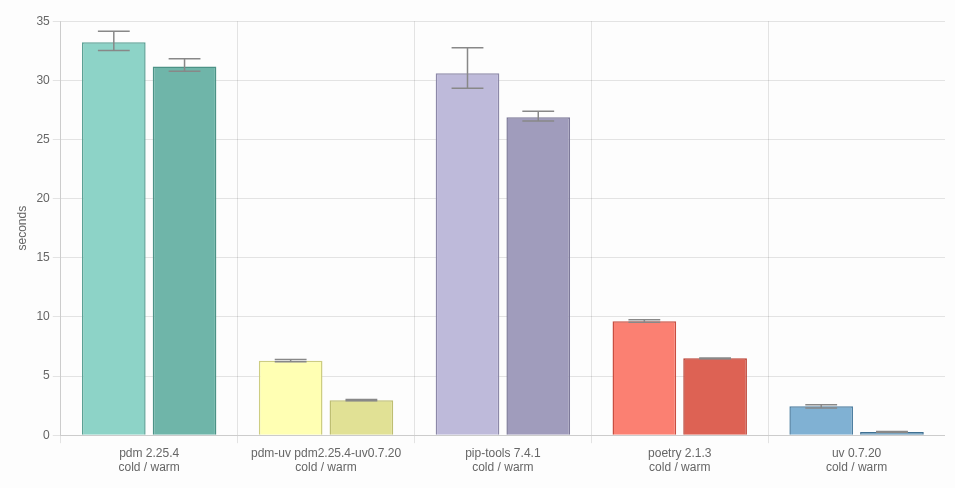 35
30
25
20
15
10
5
0
seconds
pdm 2.25.4
cold / warm
pdm-uv pdm2.25.4-uv0.7.20
cold / warm
pip-tools 7.4.1
cold / warm
poetry 2.1.3
cold / warm
uv 0.7.20
cold / warm